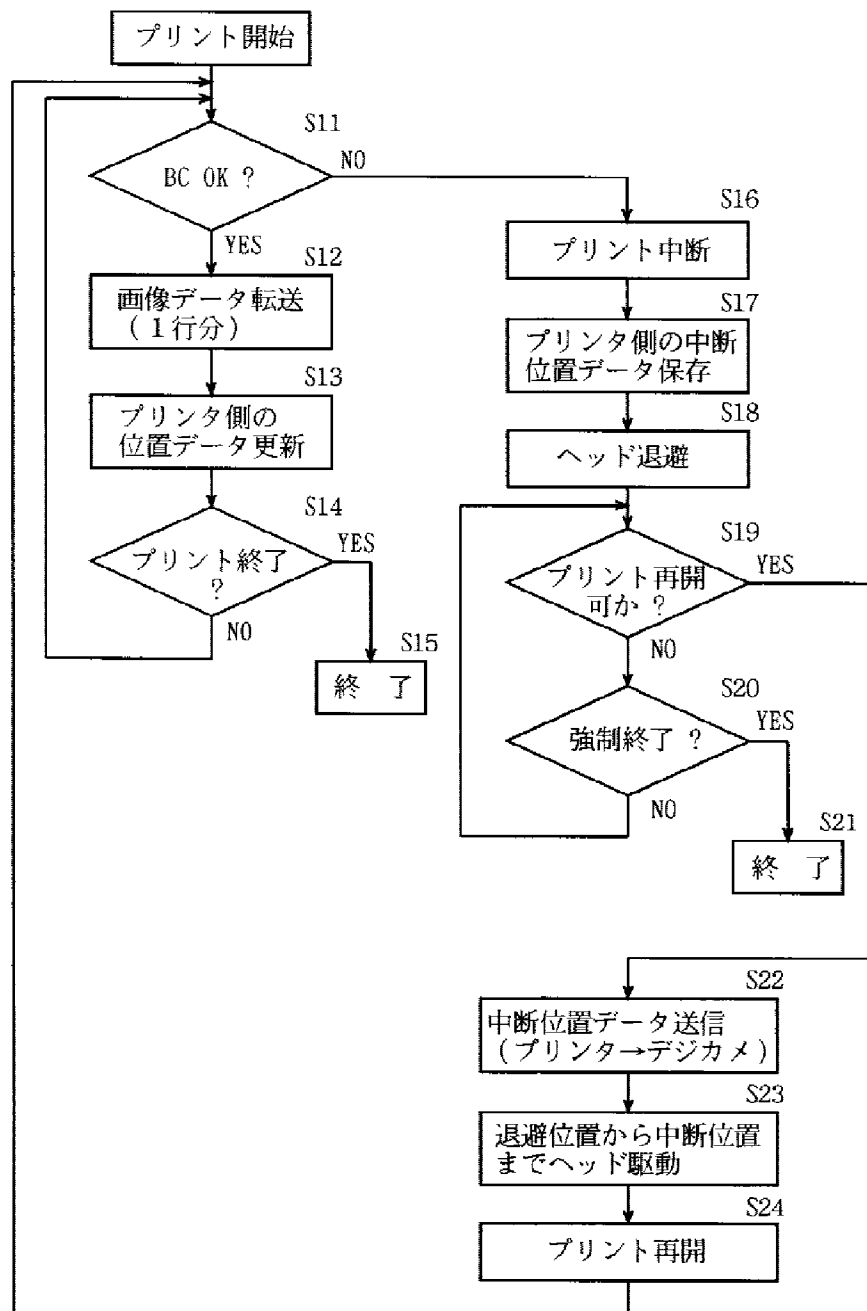 プリント開始
S11
BC OK ?
NO
YES
S12
画像データ転送
(1行分)
S13
プリンタ側の
位置データ更新
S14
プリント終了
?
YES
NO
S15
終 了
S16
プリント中断
S17
プリンタ側の中断
位置データ保存
S18
ヘッド退避
S19
プリント再開
可か ?
YES
NO
S20
強制終了 ?
YES
NO
S21
終 了
S22
中断位置データ送信
(プリンタ→デジカメ)
S23
退避位置から中断位置
までヘッド駆動
S24
プリント再開